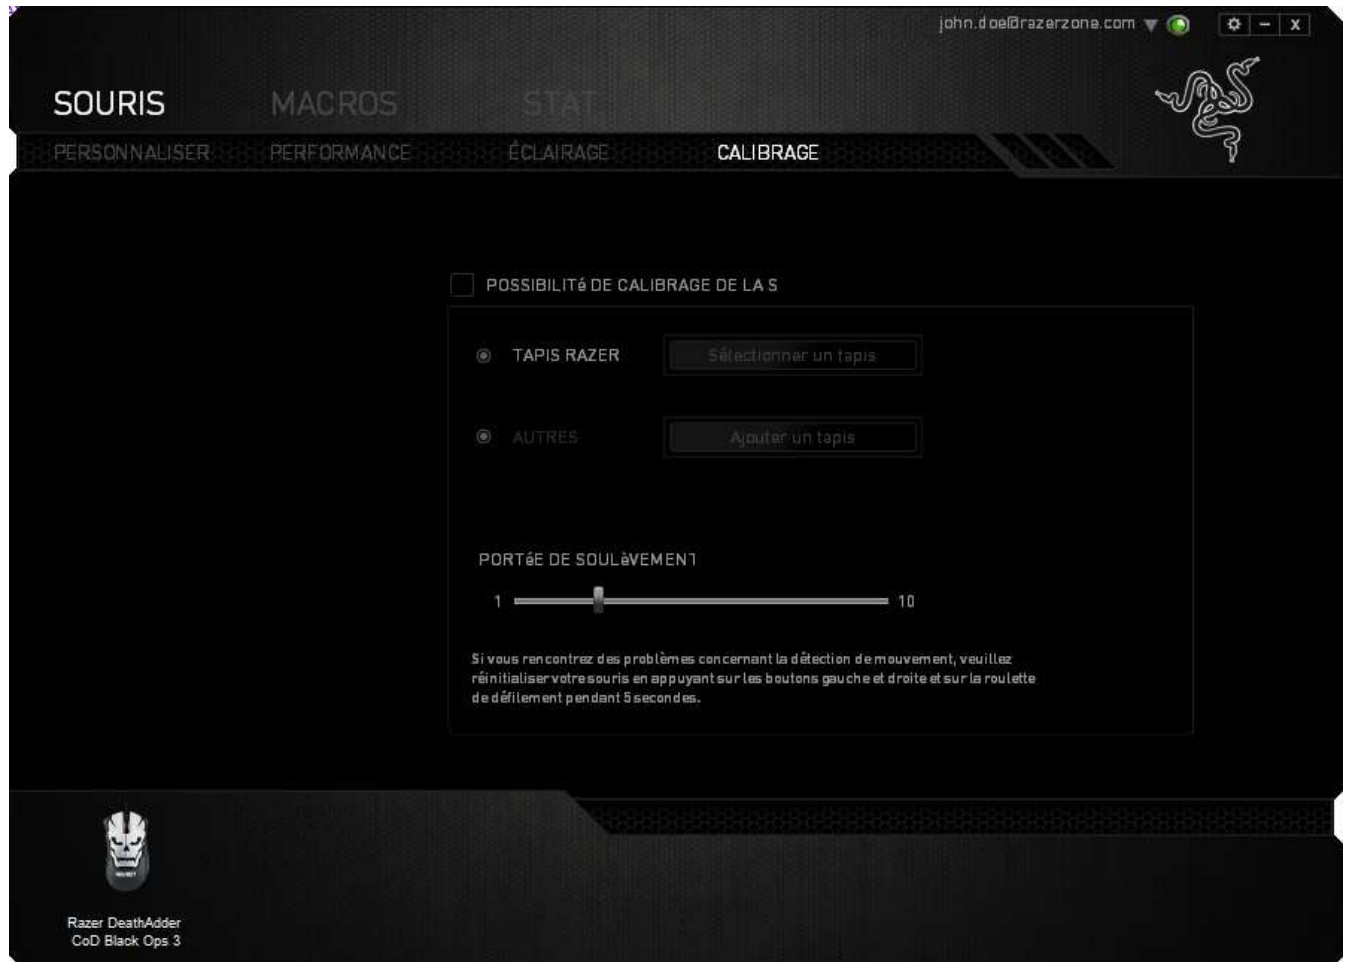 john.doe@razerzone.com
SOURIS MACROS STAT
PERSONNALISER PERFORMANCE ÉCLAIRAGE CALIBRAGE
POSSIBILITé DE CALIBRAGE DE LA S
TAPIS RAZER Sélectionner un tapis
AUTRES Ajouter un tapis
PORTéE DE SOULèVEMENT
1 10
Si vous rencontrez des problèmes concernant la détection de mouvement, veuillez
réinitialiser votre souris en appuyant sur les boutons gauche et droite et sur la roulette
de défilement pendant 5 secondes.
Razer DeathAdder
CoD Black Ops 3